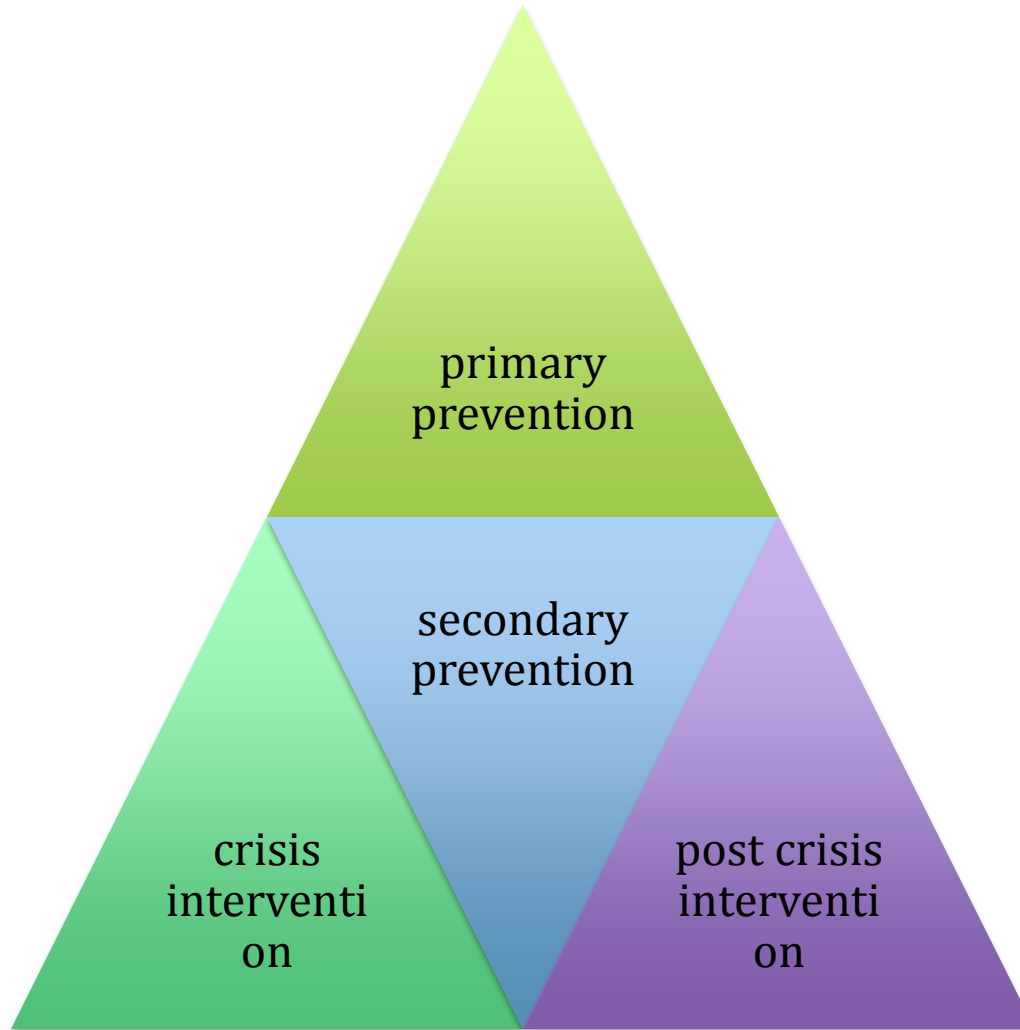 primary
prevention
secondary
prevention
crisis
interventi
on
post crisis
interventi
on